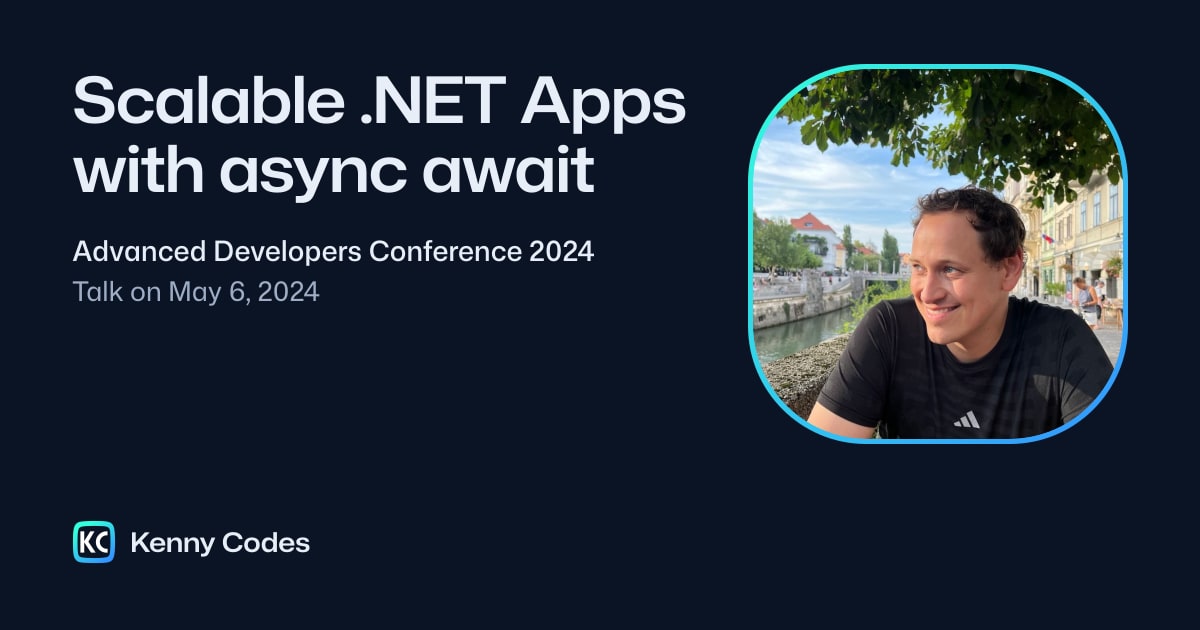 Scalable .NET Apps
with async await
Advanced Developers Conference 2024
Talk on May 6, 2024
KC Kenny Codes